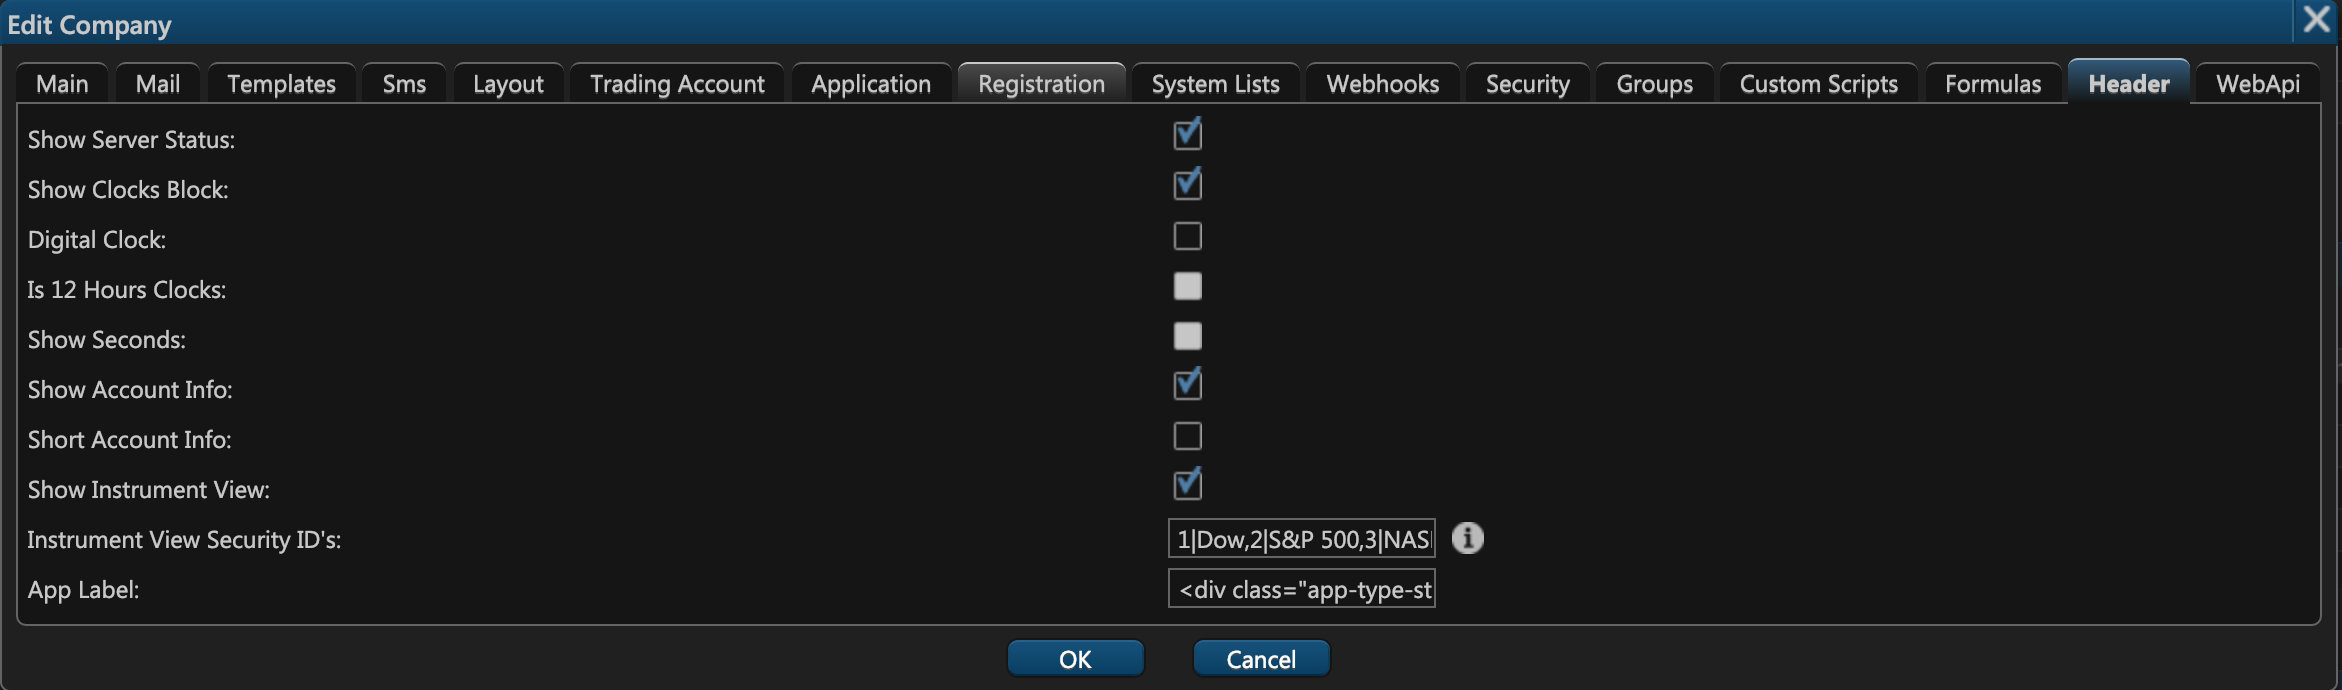 Edit Company
Main Mail Templates Sms Layout Trading Account Application Registration System Lists Webhooks Security Groups Custom Scripts Formulas Header WebApi
Show Server Status:
Show Clocks Block:
Digital Clock:
Is 12 Hours Clocks:
Show Seconds:
Show Account Info:
Short Account Info:
Show Instrument View:
Instrument View Security ID's: 1|Dow,2|S&P 500,3|NAS
App Label: <div class="app-type-st
OK Cancel